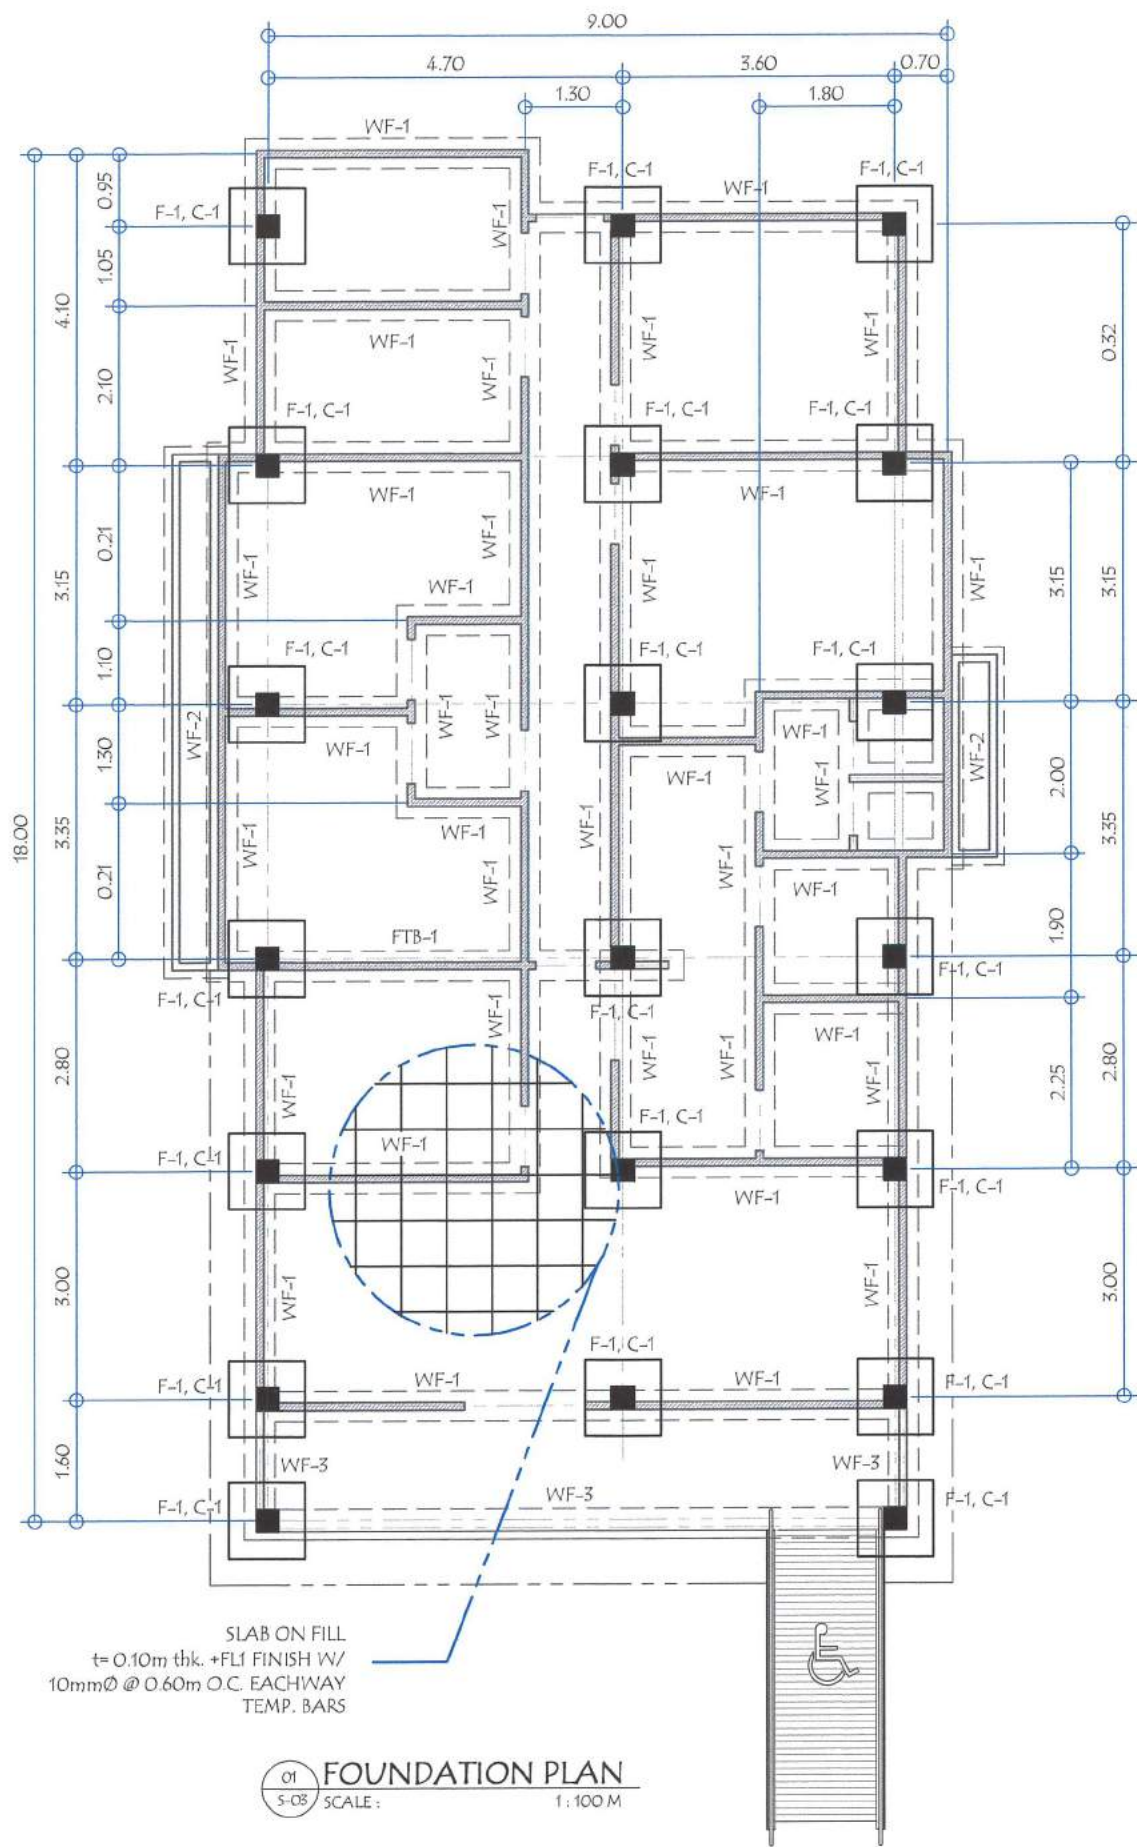 9.00
4.70
3.60
0.70
1.30
1.80
WF-1
F-1, C-1
F-1, C-1
F-1, C-1
WF-1
WF-1
0.95
1.05
4.10
2.10
WF-1
WF-1
WF-1
WF-1
WF-1
0.32
WF-1
F-1, C-1
F-1, C-1
F-1, C-1
WF-1
WF-1
WF-1
0.21
3.15
WF-1
WF-1
WF-1
WF-1
3.15
3.15
F-1, C-1
F-1, C-1
F-1, C-1
1.10
WF-2
WF-1
WF-1
WF-1
WF-1
1.30
WF-1
WF-1
WF-2
2.00
18.00
3.35
WF-1
WF-1
WF-1
WF-1
3.35
0.21
WF-1
WF-1
FTB-1
1.90
F-1, C-1
F-1, C-1
F-1, C-1
WF-1
WF-1
2.80
WF-1
WF-1
WF-1
WF-1
2.25
2.80
F-1, C-1
WF-1
F-1, C-1
F-1, C-1
WF-1
3.00
WF-1
WF-1
3.00
F-1, C-1
F-1, C-1
WF-1
WF-1
F-1, C-1
1.60
WF-3
WF-3
WF-3
F-1, C-1
F-1, C-1
SLAB ON FILL
t= 0.10m thk. +FL1 FINISH W/
10mmØ @ 0.60m O.C. EACHWAY
TEMP. BARS
01
S-03
FOUNDATION PLAN
SCALE : 1 : 100 M